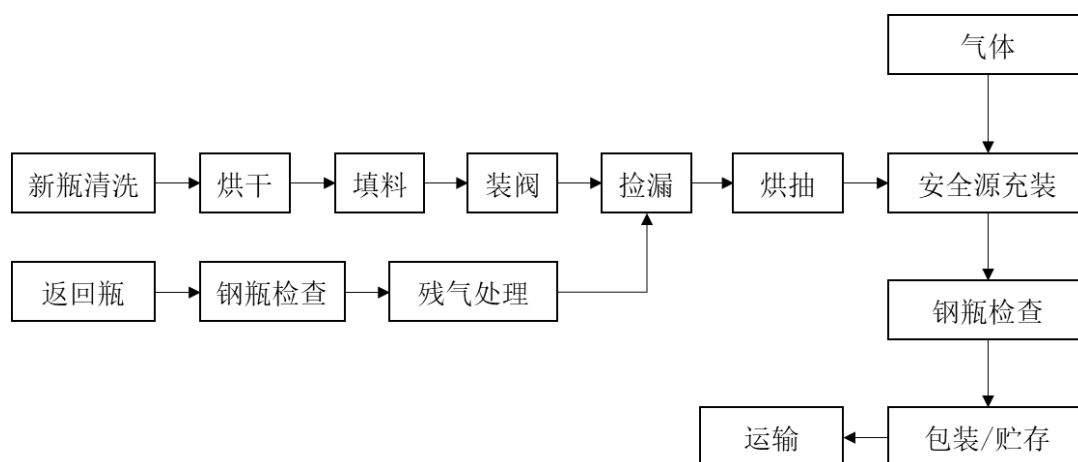 气体
新瓶清洗
烘干
填料
装阀
捡漏
烘抽
安全源充装
返回瓶
钢瓶检查
残气处理
钢瓶检查
运输
包装/贮存